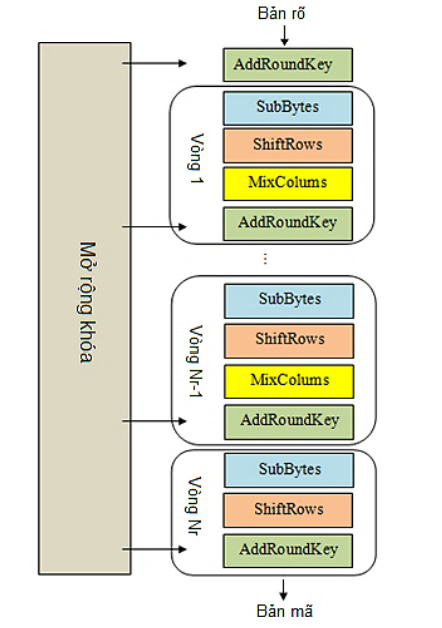 Bản rõ
Mở rộng khóa
AddRoundKey
Vòng 1
SubBytes
ShiftRows
MixColums
AddRoundKey
...
Vòng Nr-1
SubBytes
ShiftRows
MixColums
AddRoundKey
Vòng Nr
SubBytes
ShiftRows
AddRoundKey
Bản mã